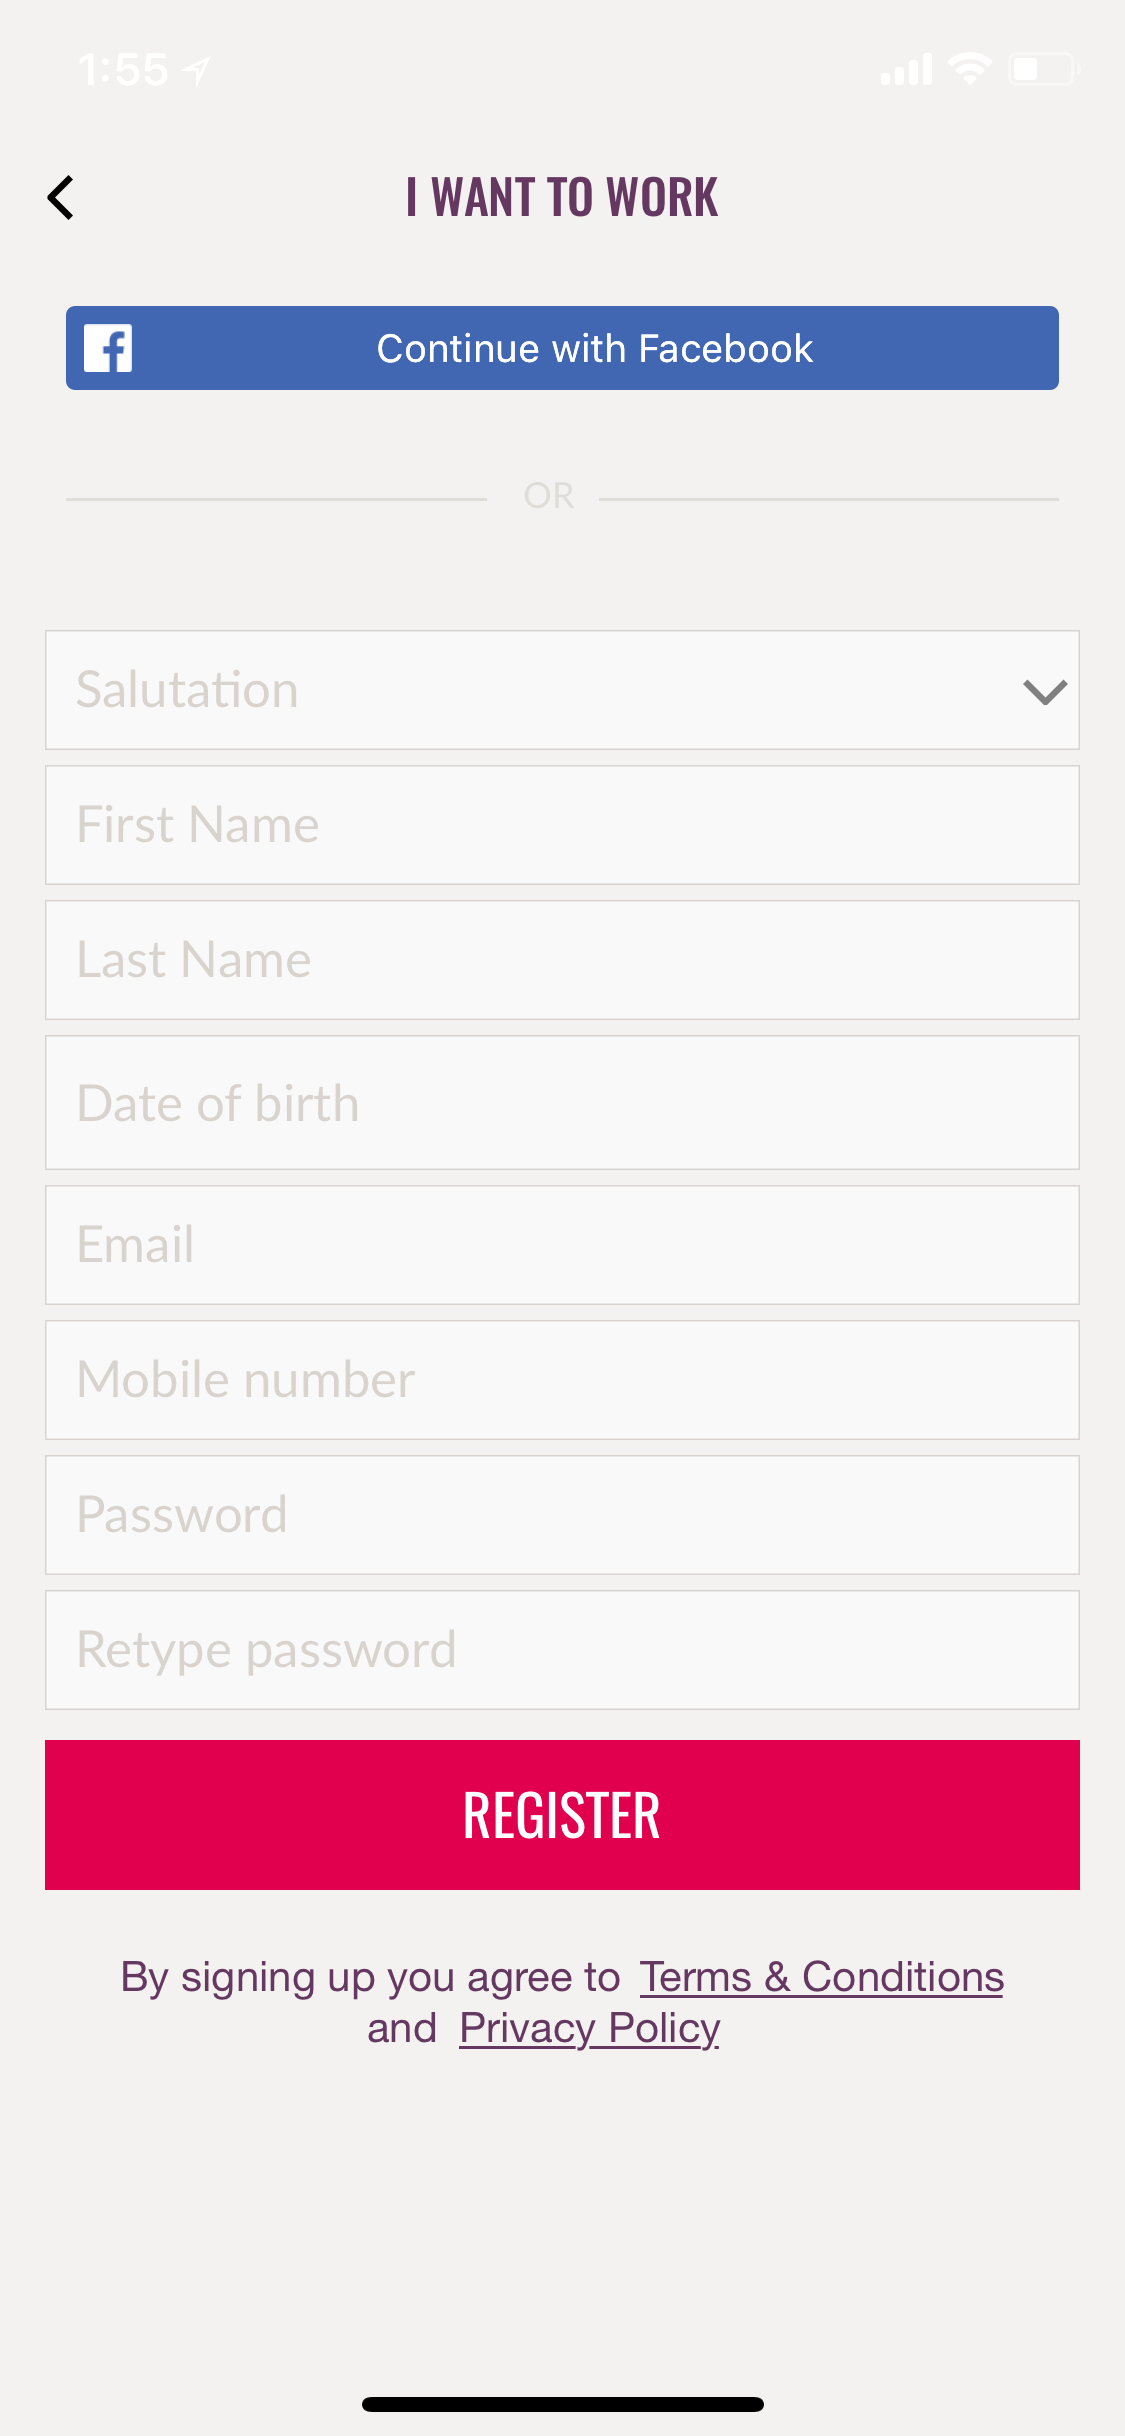 1:55
I WANT TO WORK
Continue with Facebook
OR
Salutation
First Name
Last Name
Date of birth
Email
Mobile number
Password
Retype password
REGISTER
By signing up you agree to Terms & Conditions
and Privacy Policy